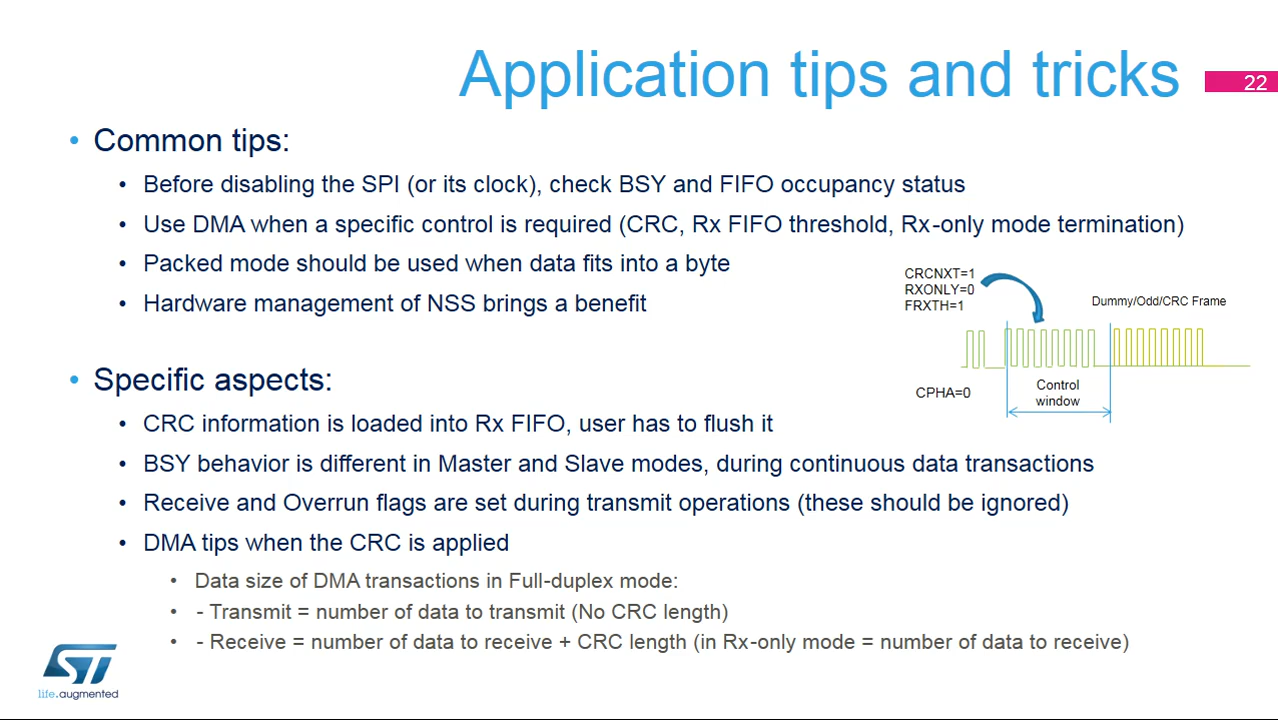 Application tips and tricks
22
• Common tips:
• Before disabling the SPI (or its clock), check BSY and FIFO occupancy status
• Use DMA when a specific control is required (CRC, Rx FIFO threshold, Rx-only mode termination)
• Packed mode should be used when data fits into a byte
• Hardware management of NSS brings a benefit
CRCNXT=1
RXONLY=0
FRXTH=1
Dummy/Odd/CRC Frame
CPHA=0
Control
window
• Specific aspects:
• CRC information is loaded into Rx FIFO, user has to flush it
• BSY behavior is different in Master and Slave modes, during continuous data transactions
• Receive and Overrun flags are set during transmit operations (these should be ignored)
• DMA tips when the CRC is applied
• Data size of DMA transactions in Full-duplex mode:
• - Transmit = number of data to transmit (No CRC length)
• - Receive = number of data to receive + CRC length (in Rx-only mode = number of data to receive)
ST
life.augmented